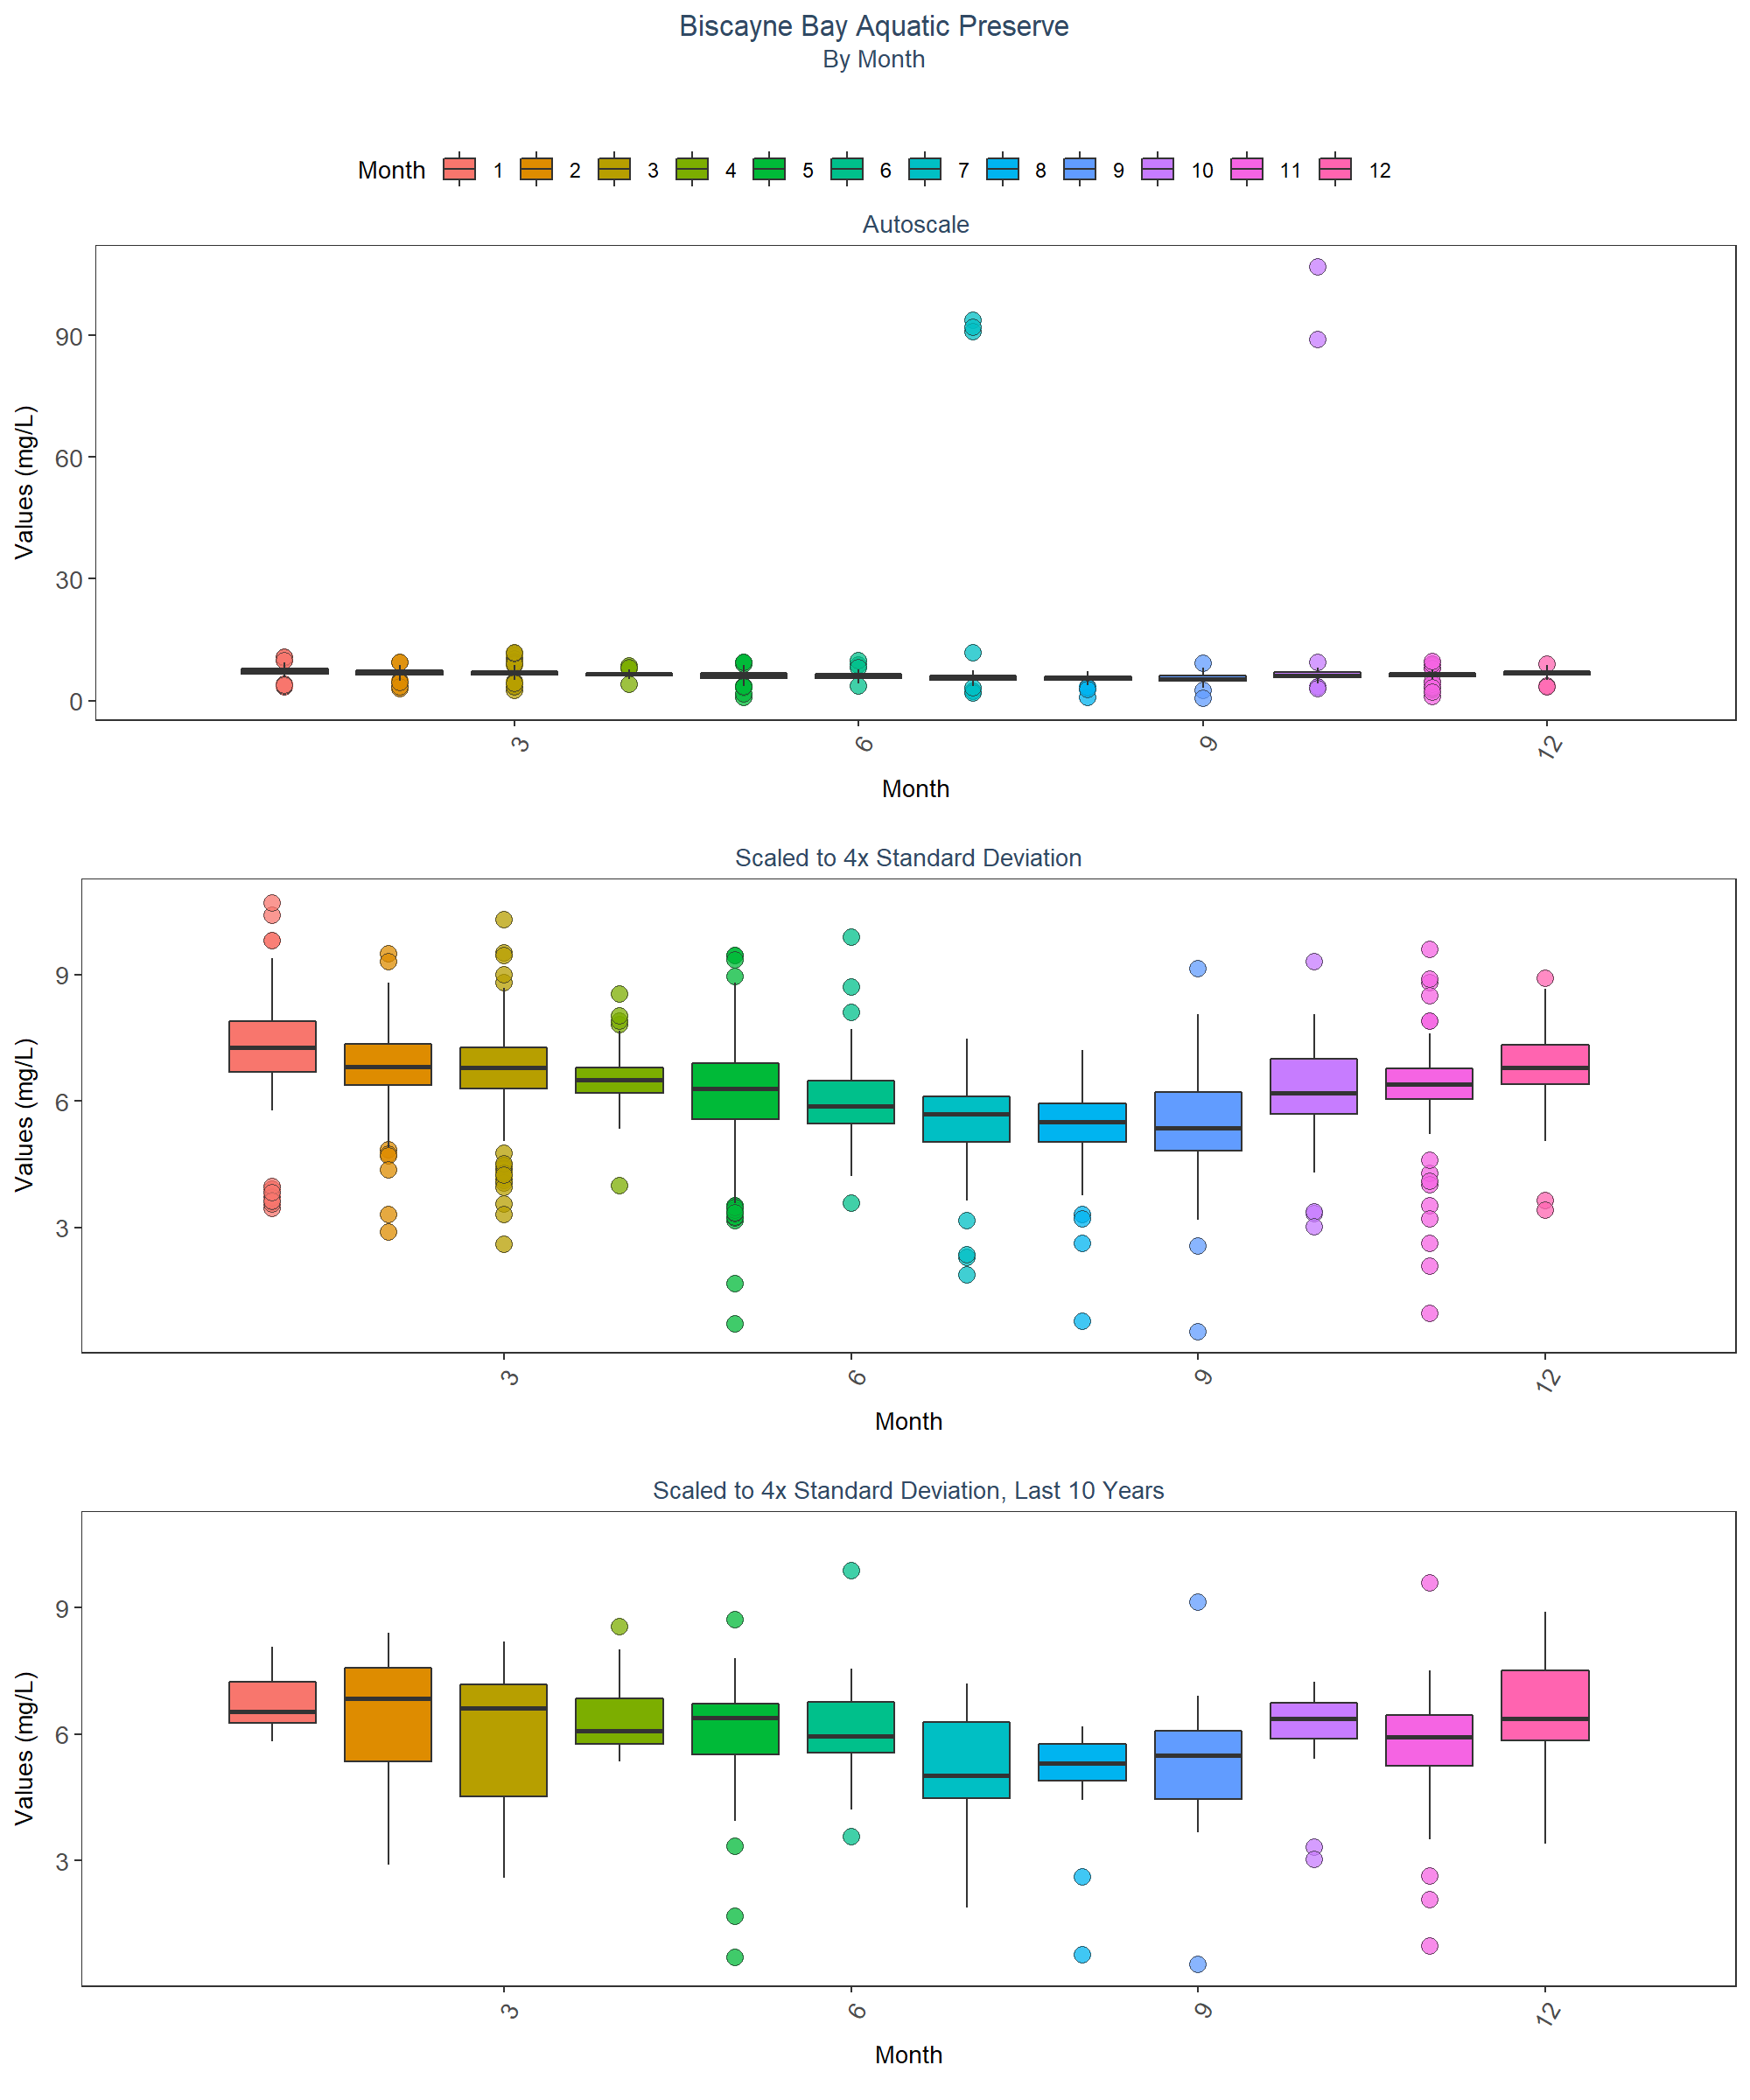 Biscayne Bay Aquatic Preserve
By Month
Month 1 2 3 4 5 6 7 8 9 10 11 12
Autoscale
Values (mg/L)
90
60
30
0
3 6 9 12
Month
Scaled to 4x Standard Deviation
Values (mg/L)
9
6
3
3 6 9 12
Month
Scaled to 4x Standard Deviation, Last 10 Years
Values (mg/L)
9
6
3
3 6 9 12
Month